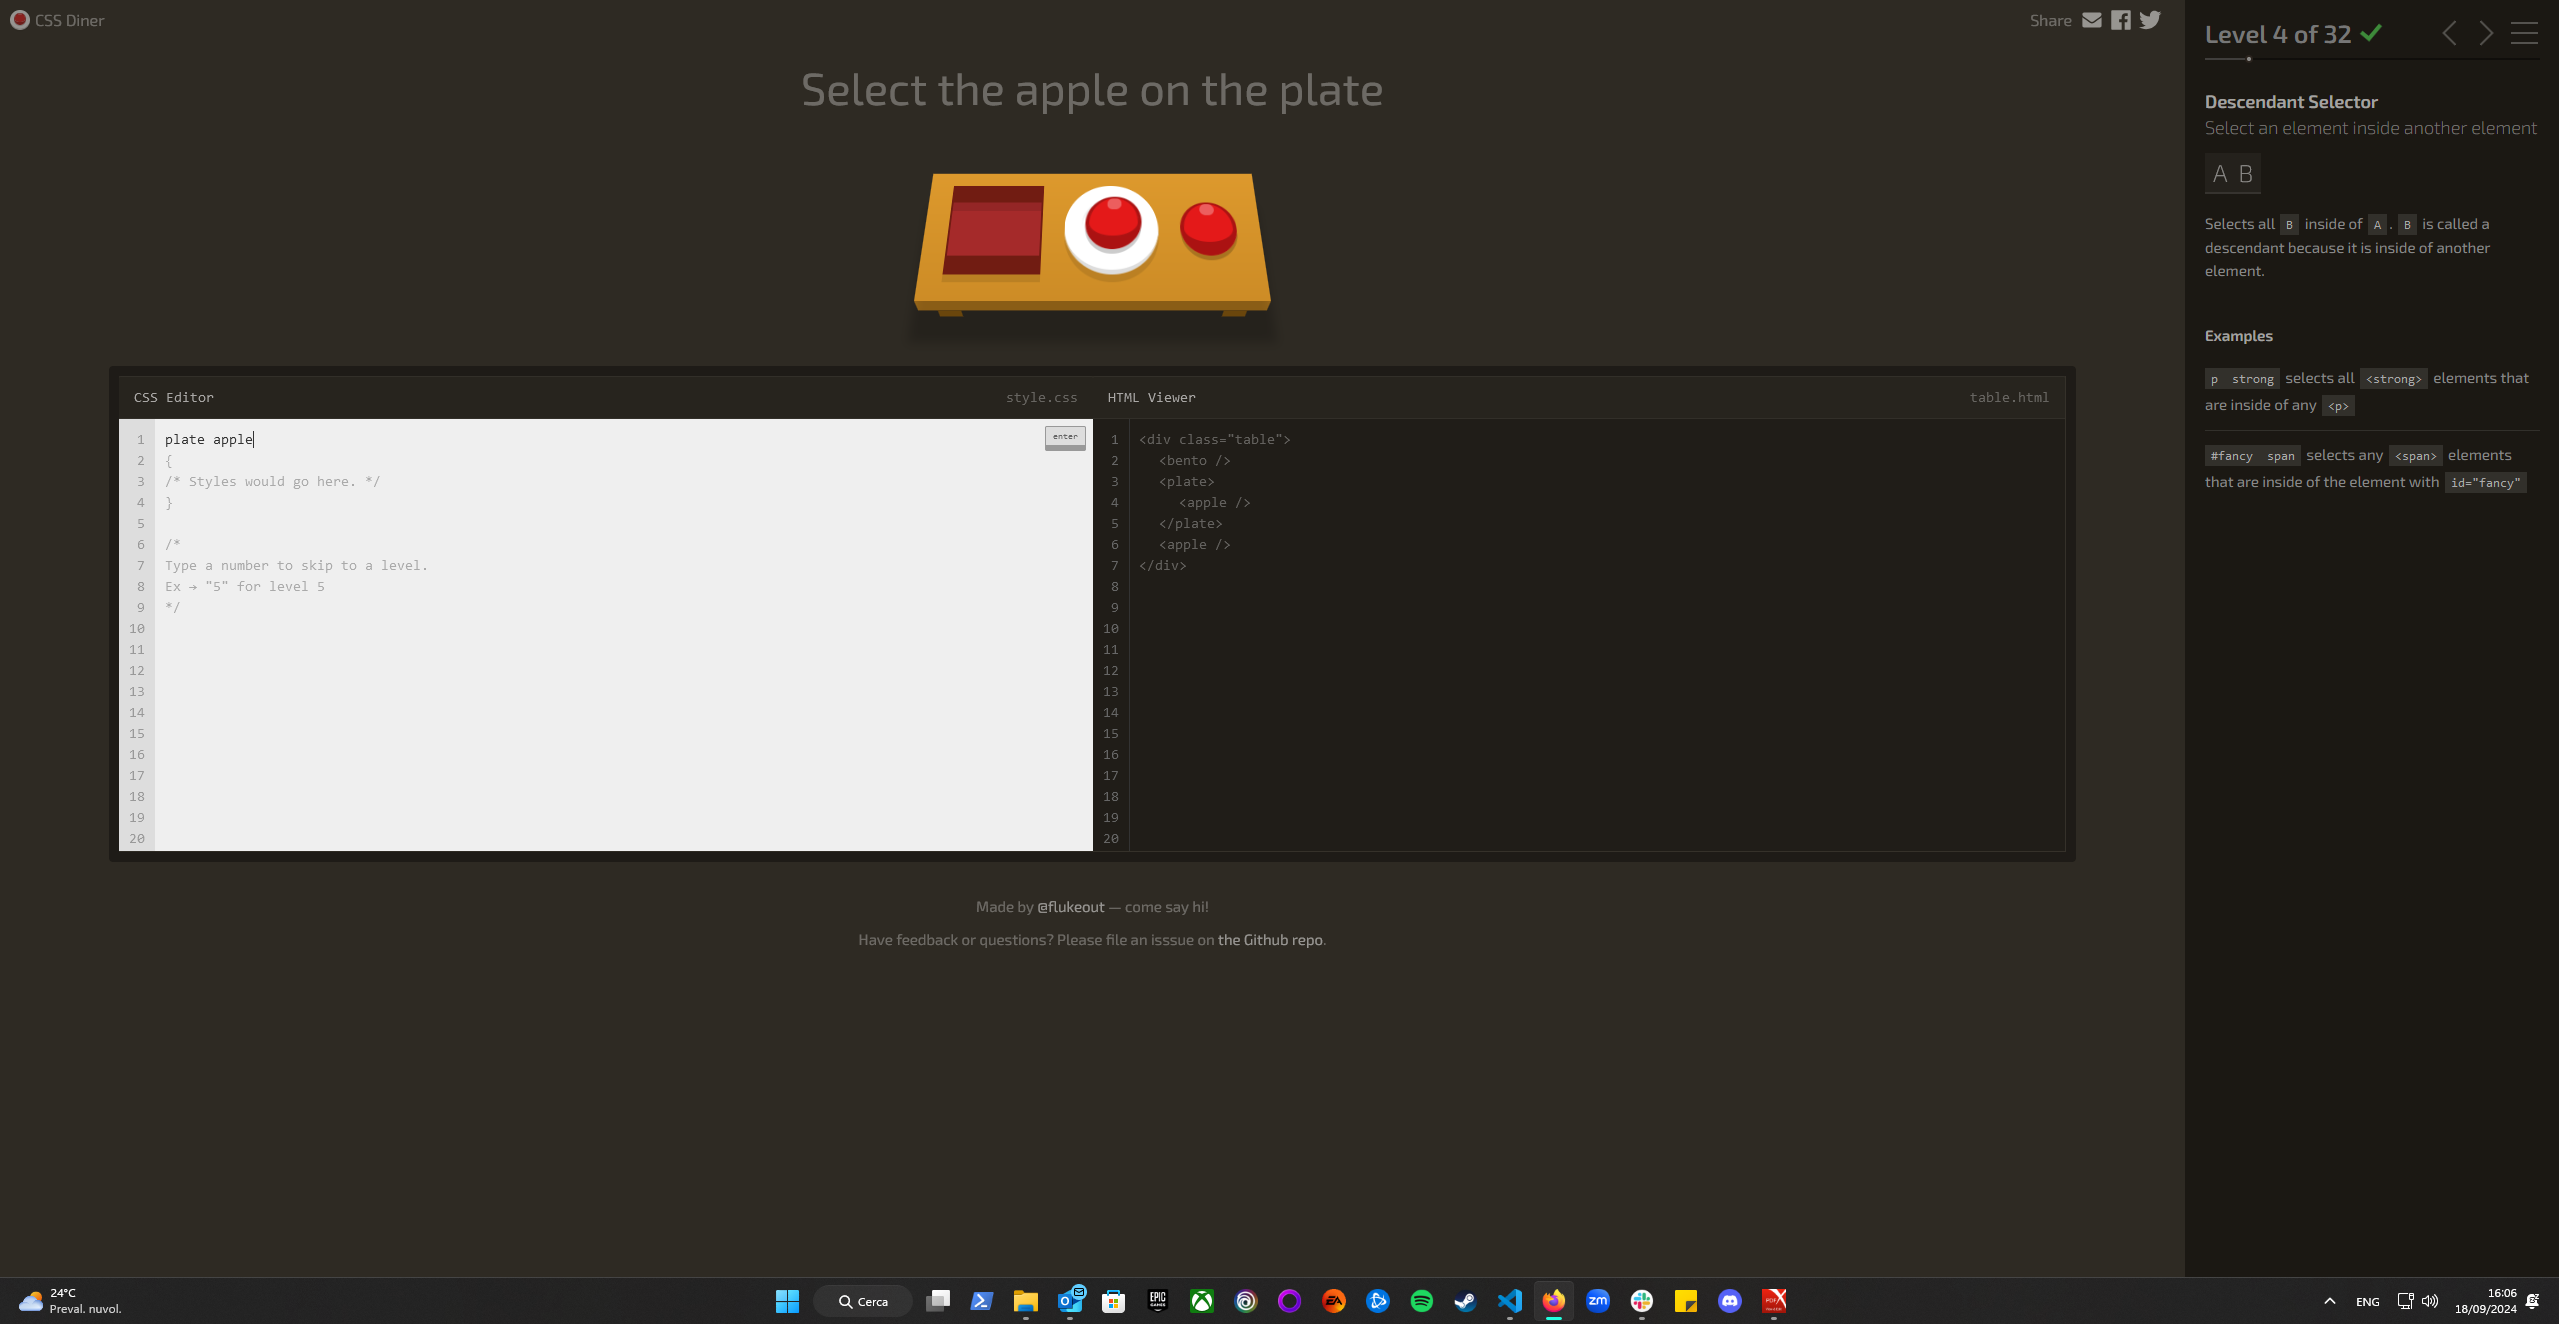 CSS Diner
Share
Select the apple on the plate
CSS Editor
style.css
1 plate apple
enter
2 {
3 /* Styles would go here. */
4 }
5
6 /*
7 Type a number to skip to a level.
8 Ex → "5" for level 5
9 */
10
11
12
13
14
15
16
17
18
19
20
HTML Viewer
table.html
1 <div class="table">
2 <bento />
3 <plate>
4 <apple />
5 </plate>
6 <apple />
7 </div>
8
9
10
11
12
13
14
15
16
17
18
19
20
Made by @flukeout — come say hi!
Have feedback or questions? Please file an isssue on the Github repo.
Level 4 of 32
Descendant Selector
Select an element inside another element
A B
Selects all B inside of A . B is called a
descendant because it is inside of another
element.
Examples
p strong selects all <strong> elements that
are inside of any <p>
#fancy span selects any <span> elements
that are inside of the element with id="fancy"
24°C
Preval. nuvol.
Cerca
EPIC
GAMES
EA
zm
ENG
16:06
18/09/2024